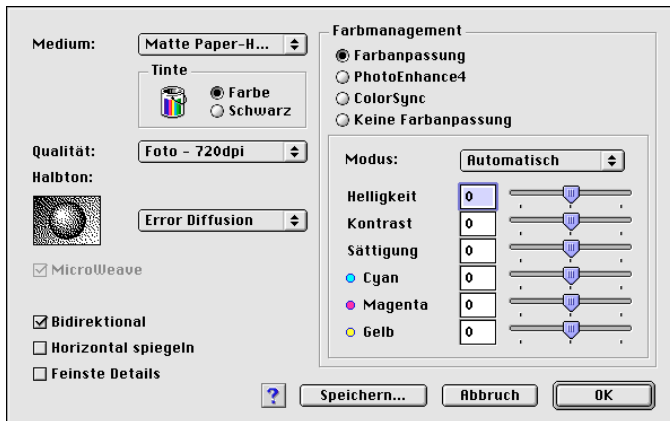 Medium:
Matte Paper-H...
Tinte
Farbe
Schwarz
Qualität:
Foto - 720dpi
Halbton:
Error Diffusion
MicroWeave
Bidirektional
Horizontal spiegeln
Feinste Details
Farbmanagement
Farbanpassung
PhotoEnhance4
ColorSync
Keine Farbanpassung
Modus:
Automatisch
Helligkeit 0
Kontrast 0
Sättigung 0
Cyan 0
Magenta 0
Gelb 0
?
Speichern...
Abbruch
OK